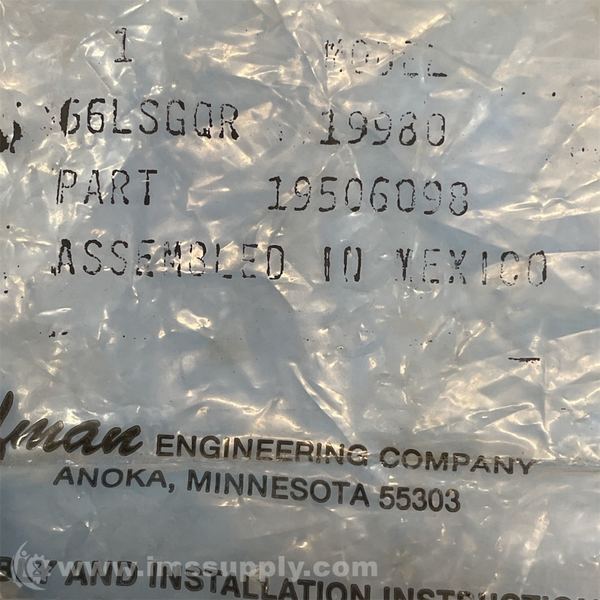 1 MODEL
G6LSGQR 19980
PART 19506098
ASSEMBLED IN MEXICO
ENGINEERING COMPANY
ANOKA, MINNESOTA 55303
www.imssupply.com
AND INSTALLATION